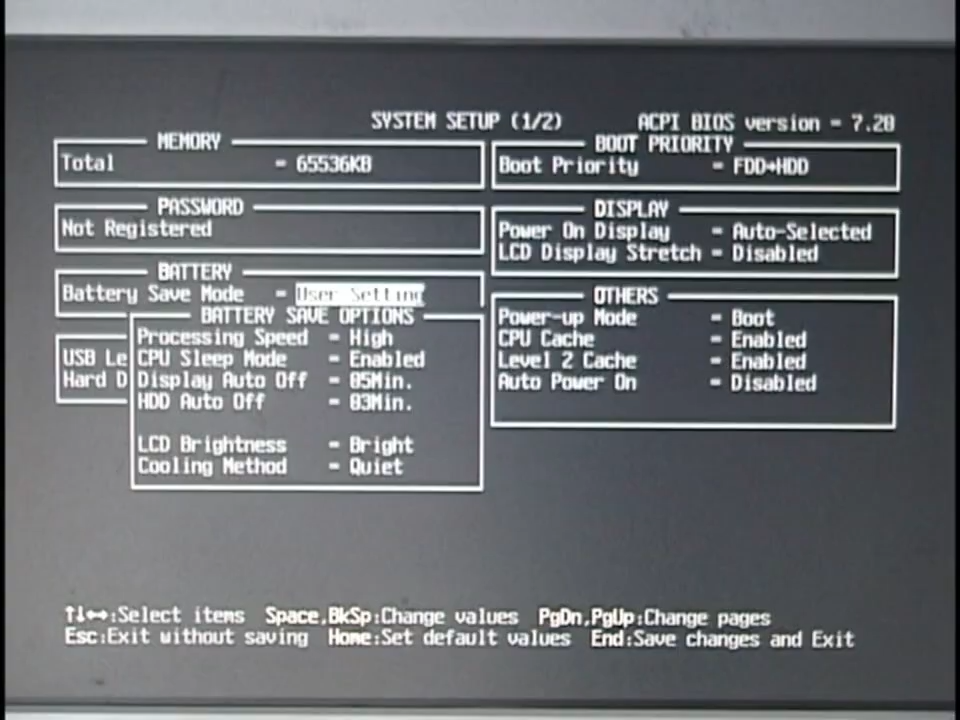 SYSTEM SETUP (1/2) ACPI BIOS version = 7.20
MEMORY
Total = 65536KB
BOOT PRIORITY
Boot Priority = FDD→HDD
PASSWORD
Not Registered
DISPLAY
Power On Display = Auto-Selected
LCD Display Stretch = Disabled
BATTERY
Battery Save Mode = User Setting
BATTERY SAVE OPTIONS
Processing Speed = High
CPU Sleep Mode = Enabled
Display Auto Off = 05Min.
HDD Auto Off = 03Min.
LCD Brightness = Bright
Cooling Method = Quiet
USB Le
Hard D
OTHERS
Power-up Mode = Boot
CPU Cache = Enabled
Level 2 Cache = Enabled
Auto Power On = Disabled
↑↓←→:Select items Space,BkSp:Change values PgDn,PgUp:Change pages
Esc:Exit without saving Home:Set default values End:Save changes and Exit